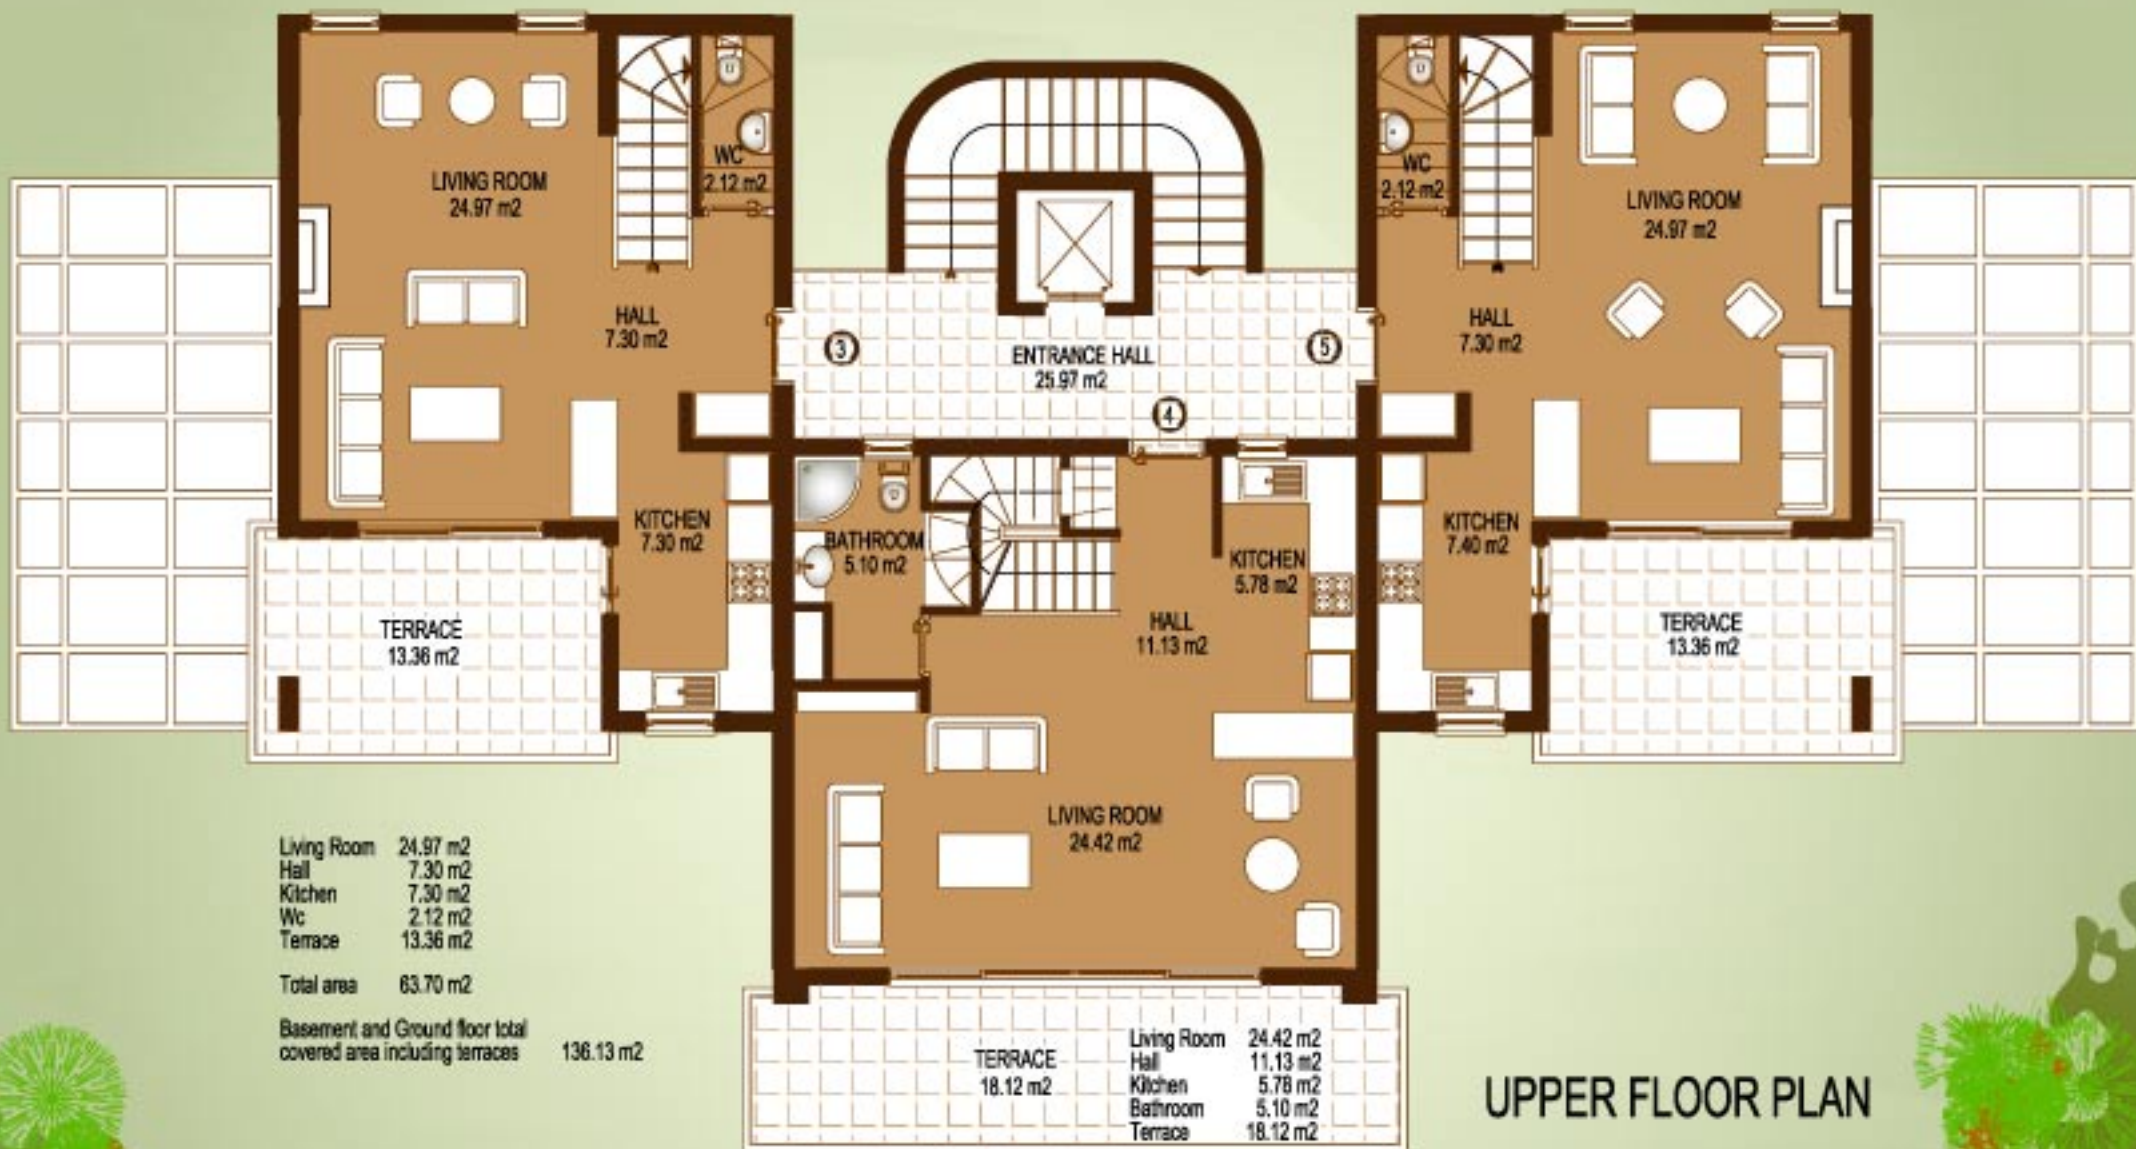 WC
2.12 m2
WC
2.12 m2
LIVING ROOM
24.97 m2
LIVING ROOM
24.97 m2
HALL
7.30 m2
3
ENTRANCE HALL
25.97 m2
5
HALL
7.30 m2
4
KITCHEN
7.30 m2
BATHROOM
5.10 m2
KITCHEN
5.78 m2
KITCHEN
7.40 m2
TERRACE
13.36 m2
HALL
11.13 m2
TERRACE
13.36 m2
LIVING ROOM
24.42 m2
Living Room 24.97 m2
Hall 7.30 m2
Kitchen 7.30 m2
Wc 2.12 m2
Terrace 13.36 m2
Total area 63.70 m2
Basement and Ground floor total
covered area including terraces 136.13 m2
TERRACE
18.12 m2
Living Room 24.42 m2
Hall 11.13 m2
Kitchen 5.78 m2
Bathroom 5.10 m2
Terrace 18.12 m2
UPPER FLOOR PLAN